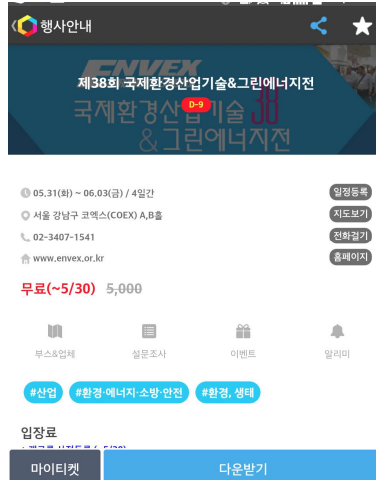 행사안내
ENVEX
제38회 국제환경산업기술&그린에너지전
D-9
국제환경산업기술 38
&그린에너지전
05.31(화) ~ 06.03(금) / 4일간
일정등록
서울 강남구 코엑스(COEX) A,B홀
지도보기
02-3407-1541
전화걸기
www.envex.or.kr
홈페이지
무료(~5/30) 5,000
부스&업체
설문조사
이벤트
알리미
#산업
#환경·에너지·소방·안전
#환경, 생태
입장료
마이티켓
다운받기